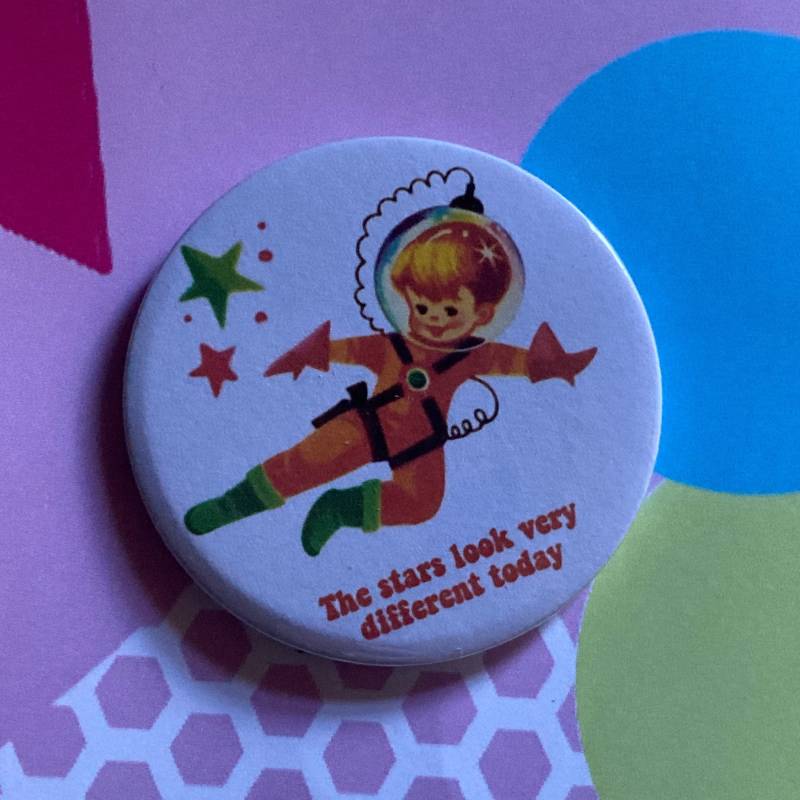 The stars look very
different today